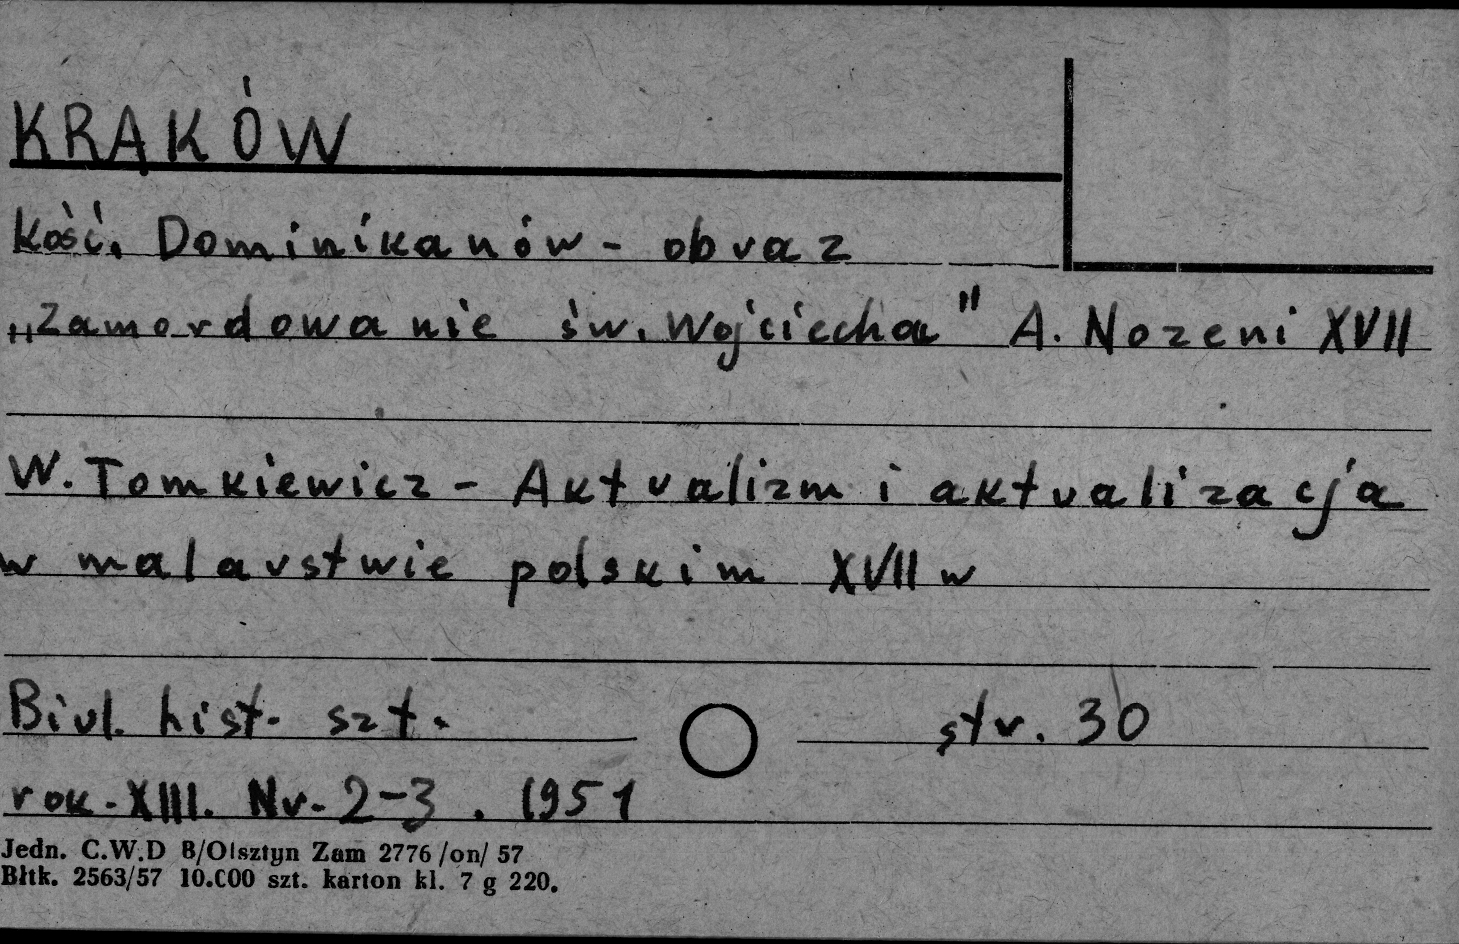 KRAKÓW
Kość. Dominikanów - obraz
„Zamordowanie św. Wojciecha" A. Nozeni XVII
W. Tomkiewicz - Aktualizm i aktualizacja
w malarstwie polskim XVII w
Biul. hist. szt. str. 30
rok. XIII. Nr. 2-3. 1951
Jedn. C.W.D B/Olsztyn Zam 2776/on/57
Błtk. 2563/57 10.000 szt. karton kl. 7 g 220.